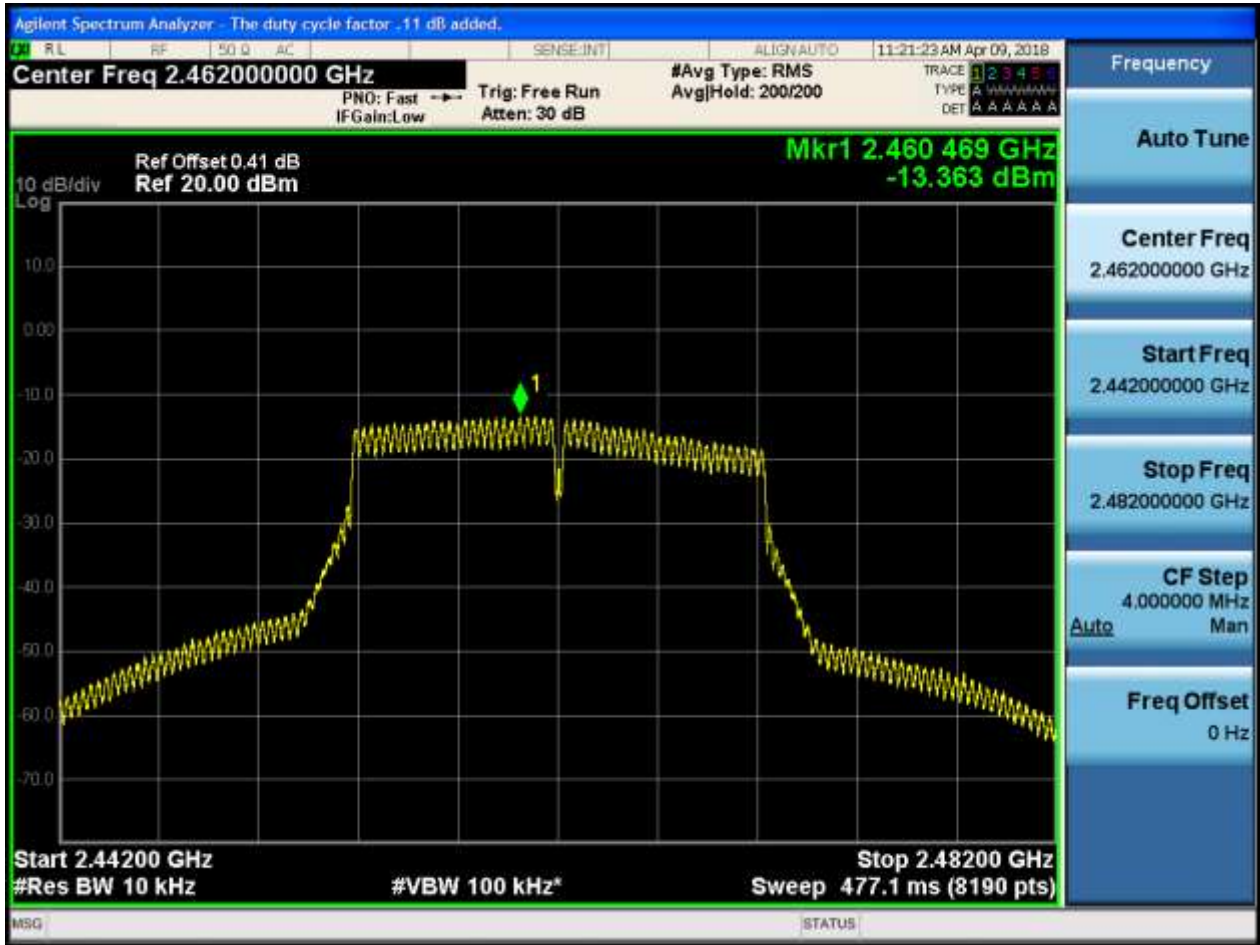 Agilent Spectrum Analyzer - The duty cycle factor .11 dB added.
RL RF 50 Ω AC SENSE:INT ALIGN AUTO 11:21:23 AM Apr 09, 2018
Center Freq 2.462000000 GHz
PNO: Fast
IFGain:Low
Trig: Free Run
Atten: 30 dB
#Avg Type: RMS
Avg|Hold: 200/200
TRACE 1 2 3 4 5 6
TYPE A
DET A A A A A A
Ref Offset 0.41 dB
10 dB/div Ref 20.00 dBm
Log
Mkr1 2.460 469 GHz
-13.363 dBm
10.0
0.00
-10.0
-20.0
-30.0
-40.0
-50.0
-60.0
-70.0
1
Start 2.44200 GHz Stop 2.48200 GHz
#Res BW 10 kHz #VBW 100 kHz* Sweep 477.1 ms (8190 pts)
MSG STATUS
Frequency
Auto Tune
Center Freq
2.462000000 GHz
Start Freq
2.442000000 GHz
Stop Freq
2.482000000 GHz
CF Step
4.000000 MHz
Auto Man
Freq Offset
0 Hz